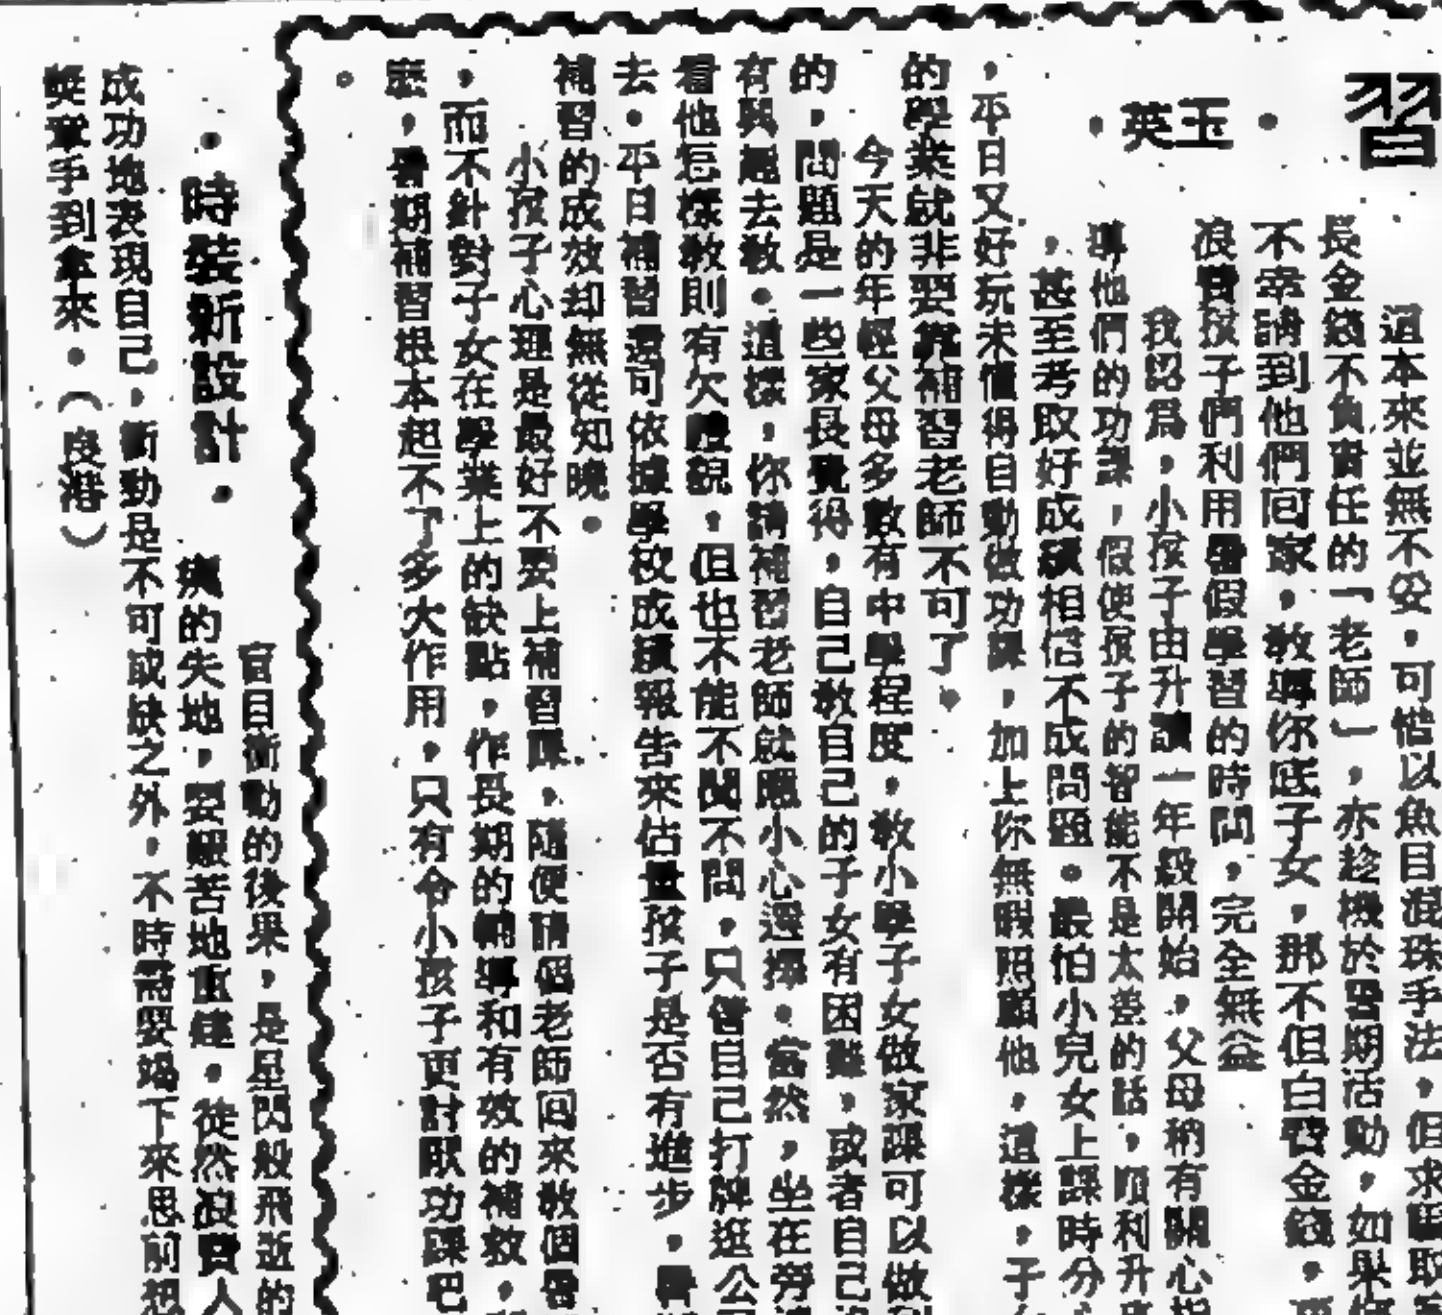 習
・玉英・
這本來並無不妥，可惜以魚目混珠手法，但求
長金錢不負責任的「老師」，亦趁機於暑期活動，如果
不幸請到他們回家，教導你底子女，那不但白費金錢，
浪費孩子們利用暑假學習的時間，完全無益
我認爲，小孩子由升讀一年級開始，父母稍有關心指
導他們的功課，假使孩子的智能不是太差的話，順利升
，甚至考取好成績相信不成問題。最怕小兒女上課時分
，平日又好玩未懂得自動做功課，加上你無暇照顧他，這樣，子
的學業就非要靠補習老師不可了。
今天的年輕父母多數有中學程度，教小學子女做家課可以做
的，問題是一些家長覺得，自己教自己的子女有困難，或者自己
有興趣去教。這樣，你請補習老師就應小心選擇。當然，坐在旁
看他怎樣教則有欠禮貌，但也不能不聞不問，只管自己打牌逛公
去。平日補習還可依據學校成績報告來估量孩子是否有進步，
補習的成效却無從知曉。
小孩子心理是最好不要上補習課，隨便請個老師回來教個
，而不針對子女在學業上的缺點，作長期的輔導和有效的補救，
麽，暑期補習根本起不了多大作用，只有令小孩子更討厭功課吧
。
・時裝新設計・
盲目衝動的後果，是星閃般飛逝的
的失地，要艱苦地重建，徒然浪費人
成功地表現自己，衝勁是不可或缺之外，不時需要竭下來思前想
手到拿來。（良港）